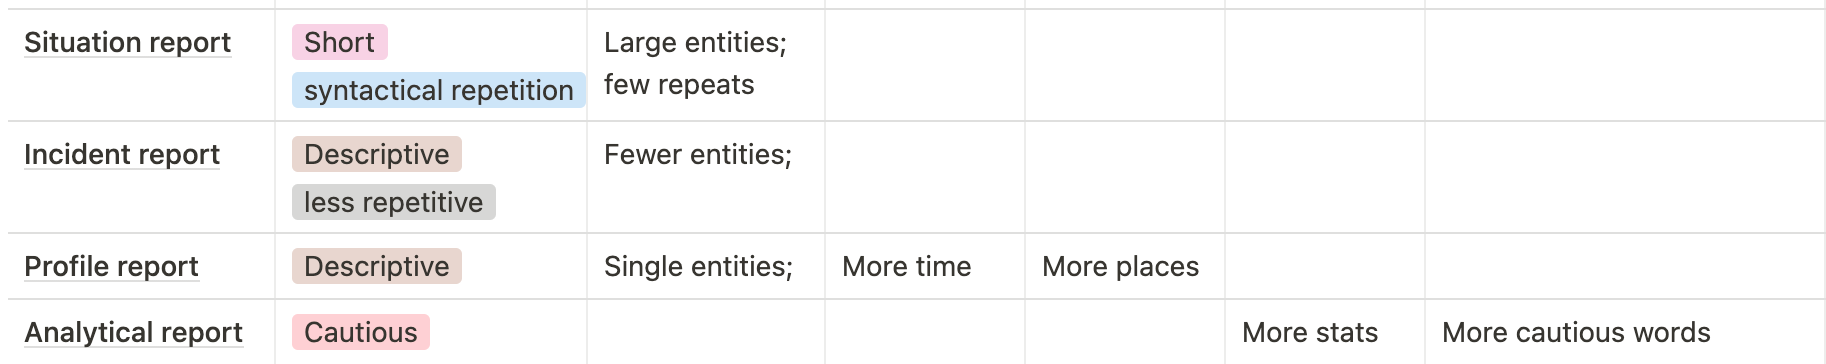 Situation report
Short
syntactical repetition
Large entities;
few repeats
Incident report
Descriptive
less repetitive
Fewer entities;
Profile report
Descriptive
Single entities;
More time
More places
Analytical report
Cautious
More stats
More cautious words